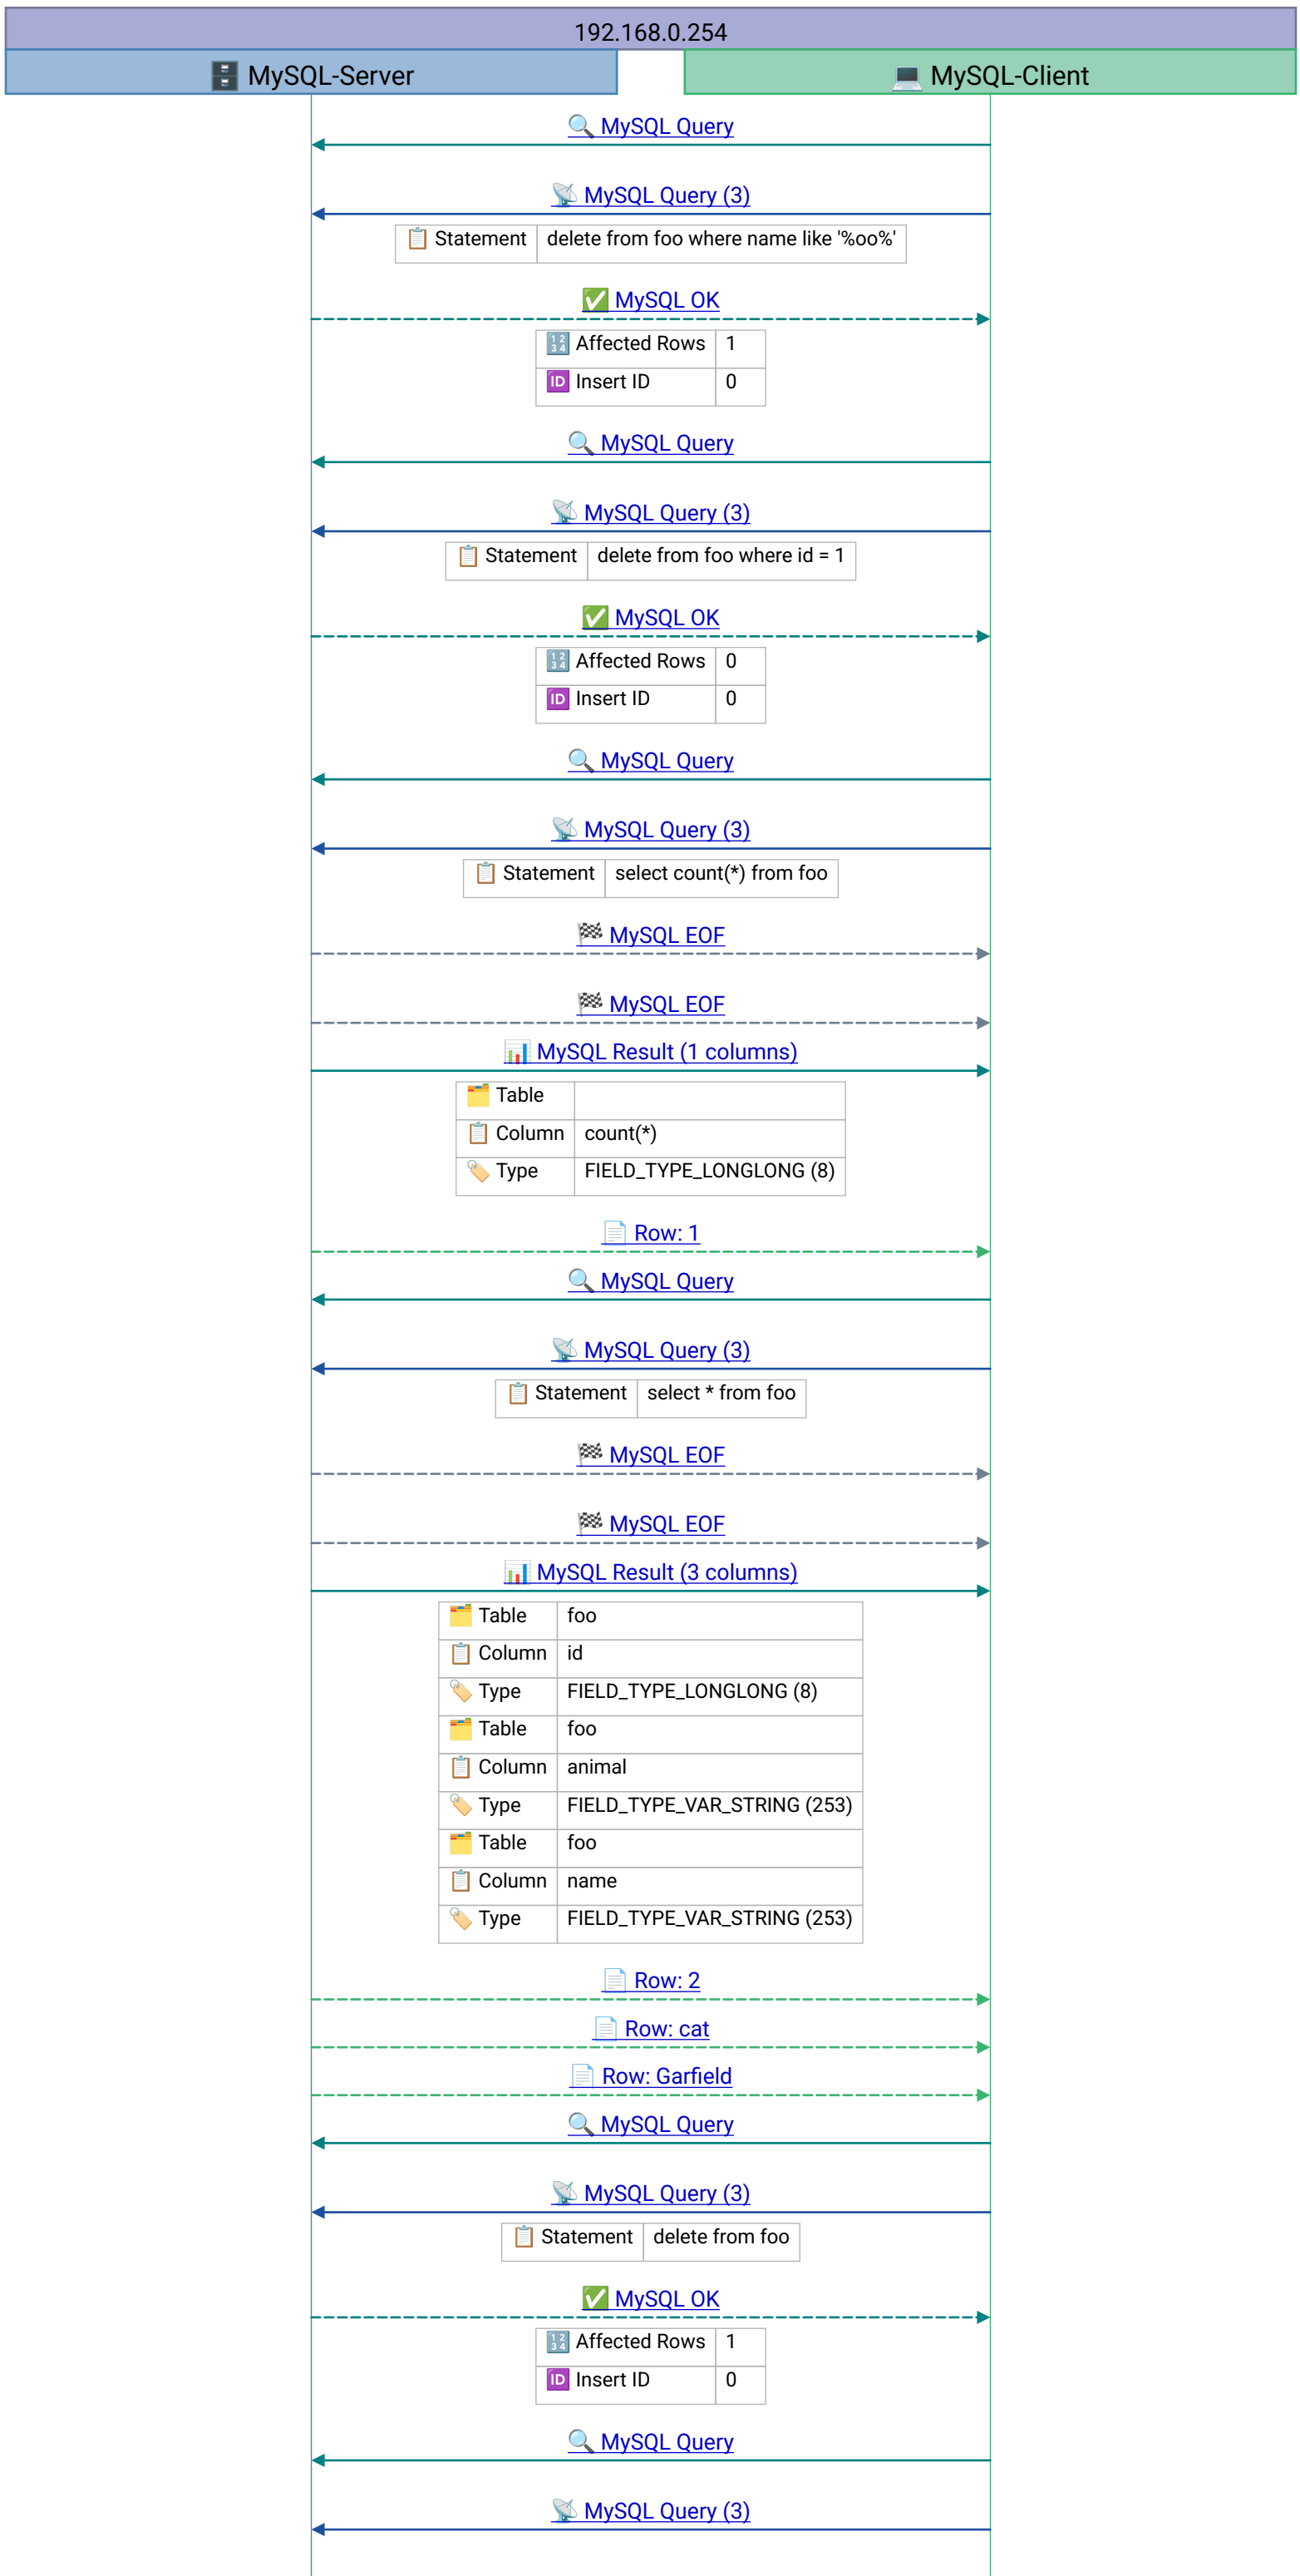 192.168.0.254
MySQL-Server
MySQL-Client
MySQL Query
MySQL Query (3)
Statement delete from foo where name like '%oo%'
MySQL OK
Affected Rows 1
Insert ID 0
MySQL Query
MySQL Query (3)
Statement delete from foo where id = 1
MySQL OK
Affected Rows 0
Insert ID 0
MySQL Query
MySQL Query (3)
Statement select count(*) from foo
MySQL EOF
MySQL EOF
MySQL Result (1 columns)
Table
Column count(*)
Type FIELD_TYPE_LONGLONG (8)
Row: 1
MySQL Query
MySQL Query (3)
Statement select * from foo
MySQL EOF
MySQL EOF
MySQL Result (3 columns)
Table foo
Column id
Type FIELD_TYPE_LONGLONG (8)
Table foo
Column animal
Type FIELD_TYPE_VAR_STRING (253)
Table foo
Column name
Type FIELD_TYPE_VAR_STRING (253)
Row: 2
Row: cat
Row: Garfield
MySQL Query
MySQL Query (3)
Statement delete from foo
MySQL OK
Affected Rows 1
Insert ID 0
MySQL Query
MySQL Query (3)